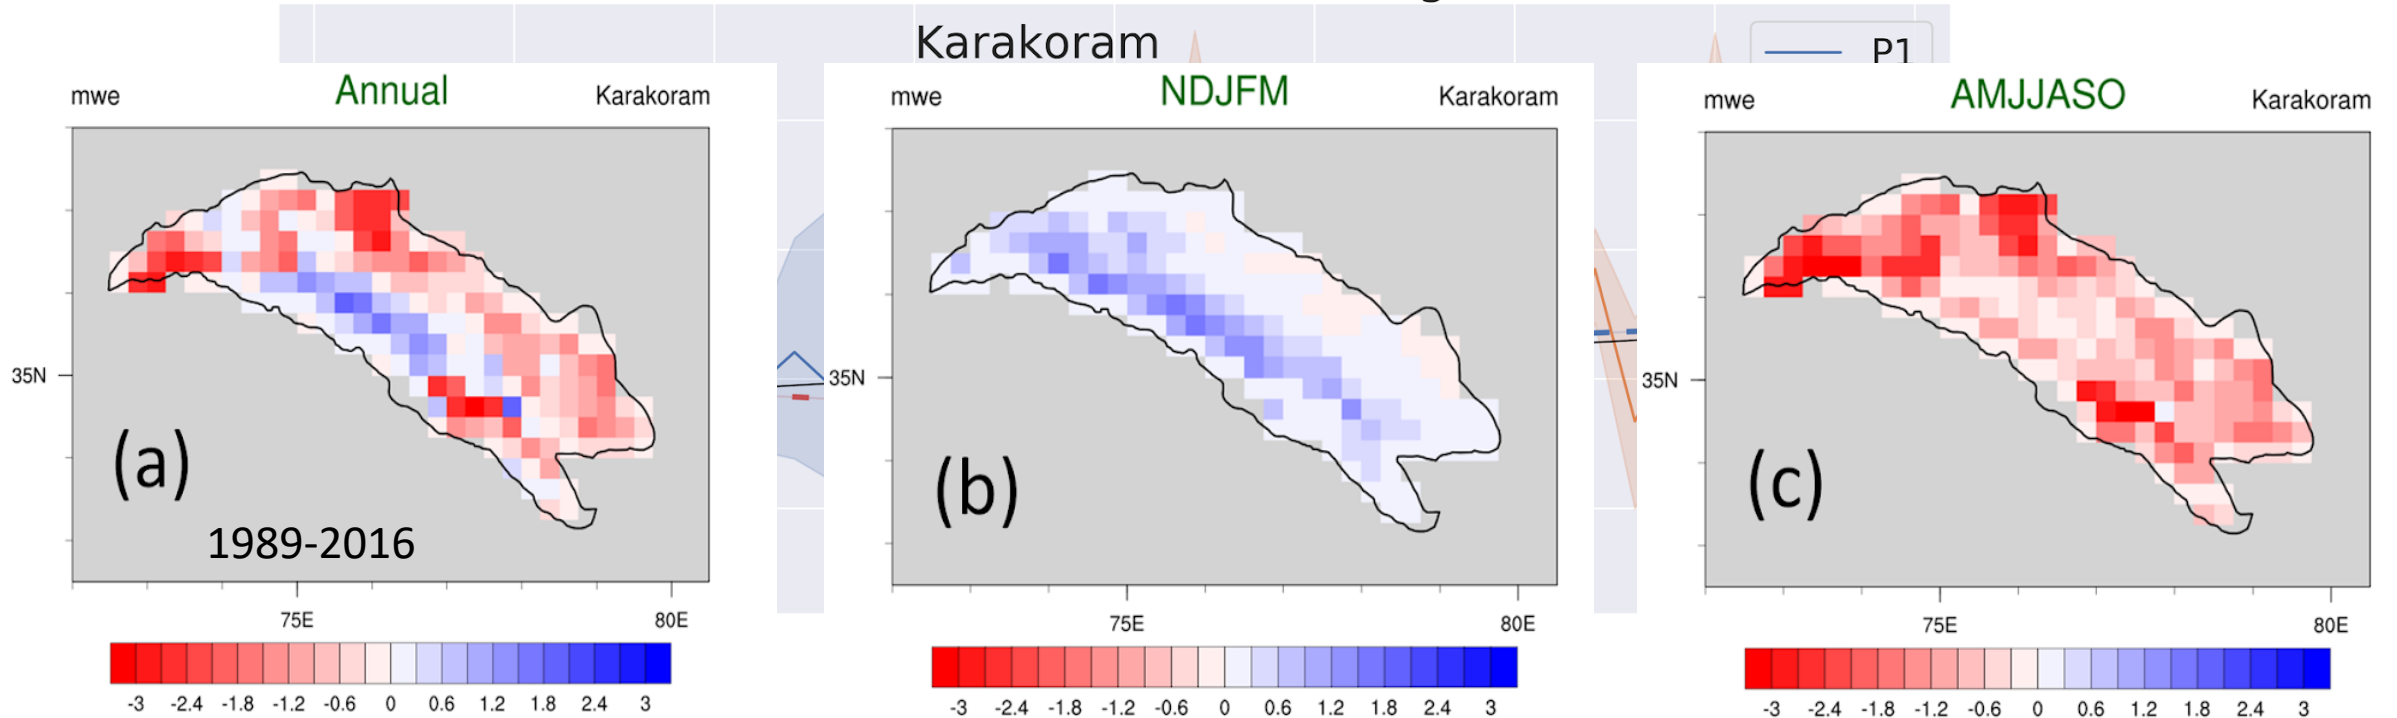 Karakoram
P1
mwe Annual Karakoram
35N
(a)
1989-2016
75E 80E
-3 -2.4 -1.8 -1.2 -0.6 0 0.6 1.2 1.8 2.4 3
mwe NDJFM Karakoram
35N
(b)
75E 80E
-3 -2.4 -1.8 -1.2 -0.6 0 0.6 1.2 1.8 2.4 3
mwe AMJJASO Karakoram
35N
(c)
75E 80E
-3 -2.4 -1.8 -1.2 -0.6 0 0.6 1.2 1.8 2.4 3